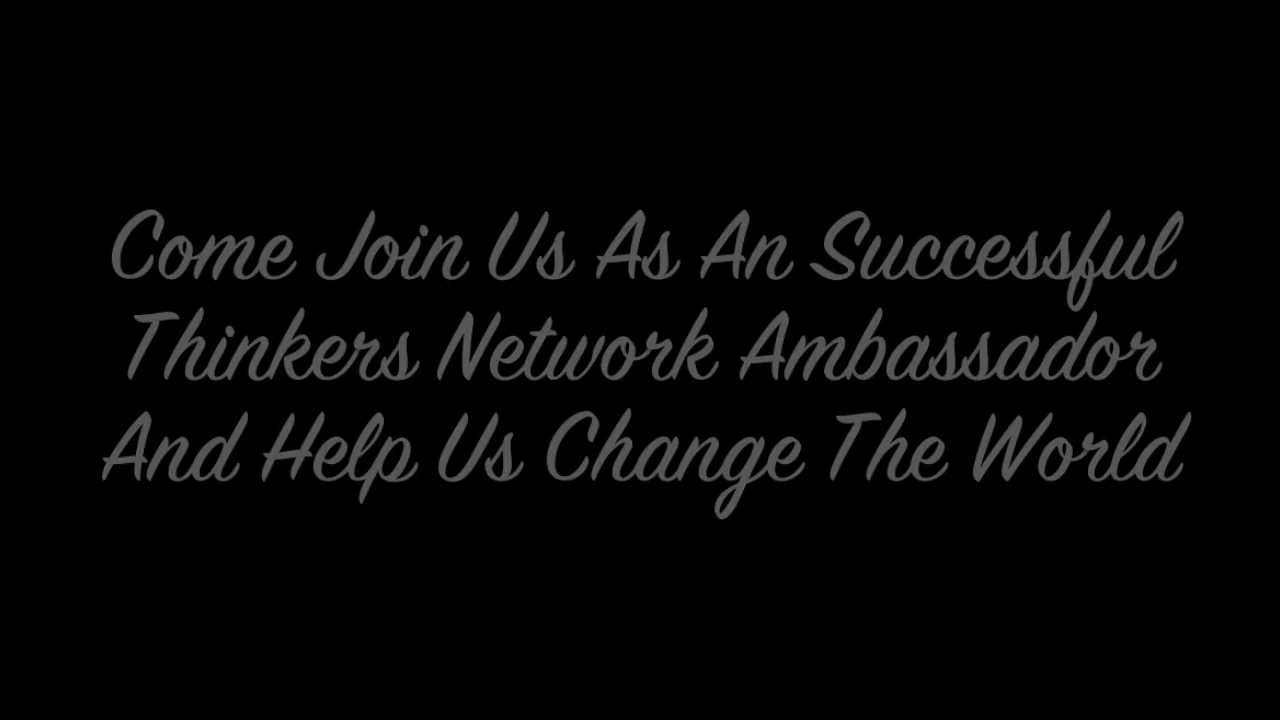 Come Join Us As An Successful
Thinkers Network Ambassador
And Help Us Change The World